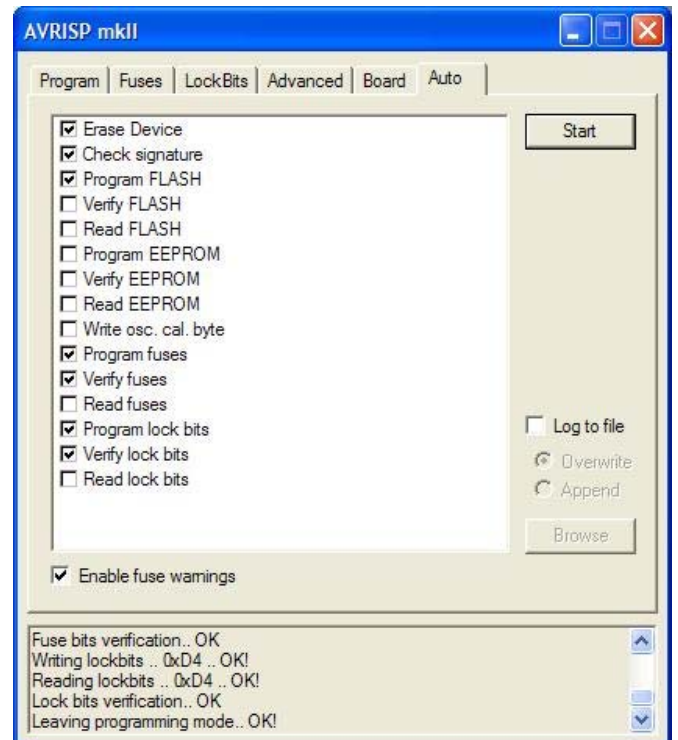 AVRISP mkII
Program Fuses LockBits Advanced Board Auto
Erase Device
Check signature
Program FLASH
Verify FLASH
Read FLASH
Program EEPROM
Verify EEPROM
Read EEPROM
Write osc. cal. byte
Program fuses
Verify fuses
Read fuses
Program lock bits
Verify lock bits
Read lock bits
Start
Log to file
Overwrite
Append
Browse
Enable fuse warnings
Fuse bits verification.. OK
Writing lockbits .. 0xD4 .. OK!
Reading lockbits .. 0xD4 .. OK!
Lock bits verification.. OK
Leaving programming mode.. OK!